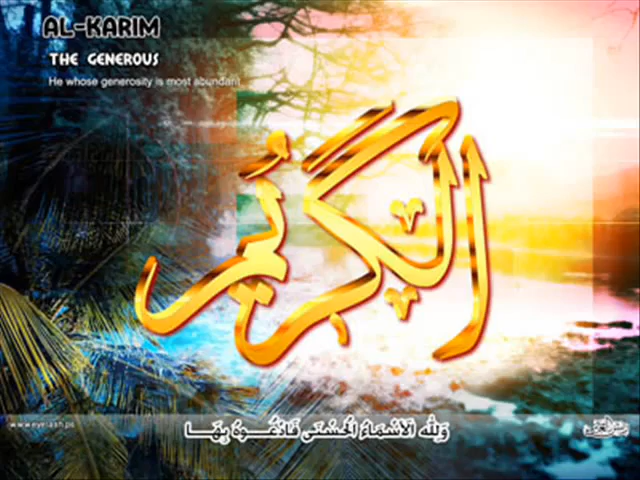 AL-KARIM
THE GENEROUS
He whose generosity is most abundant
الكريم
www.eyelash.ps
وَلِلَّهِ الْأَسْمَاءُ الْحُسْنَى فَادْعُوهُ بِهَا